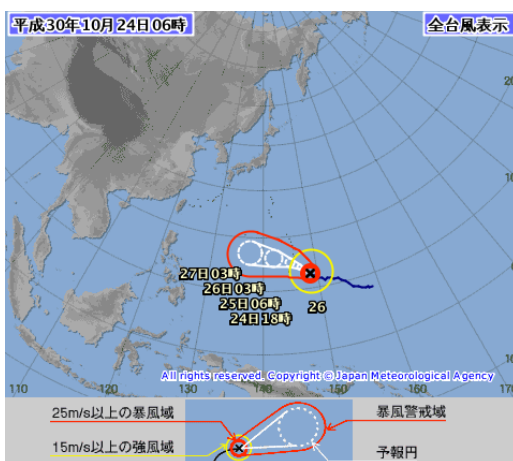 平成30年10月24日06時
全台風表示
27日03時
26日03時
25日06時
24日18時
26
All rights reserved. Copyright © Japan Meteorological Agency
110
120
130
140
150
160
17
25m/s以上の暴風域
暴風警戒域
15m/s以上の強風域
予報円